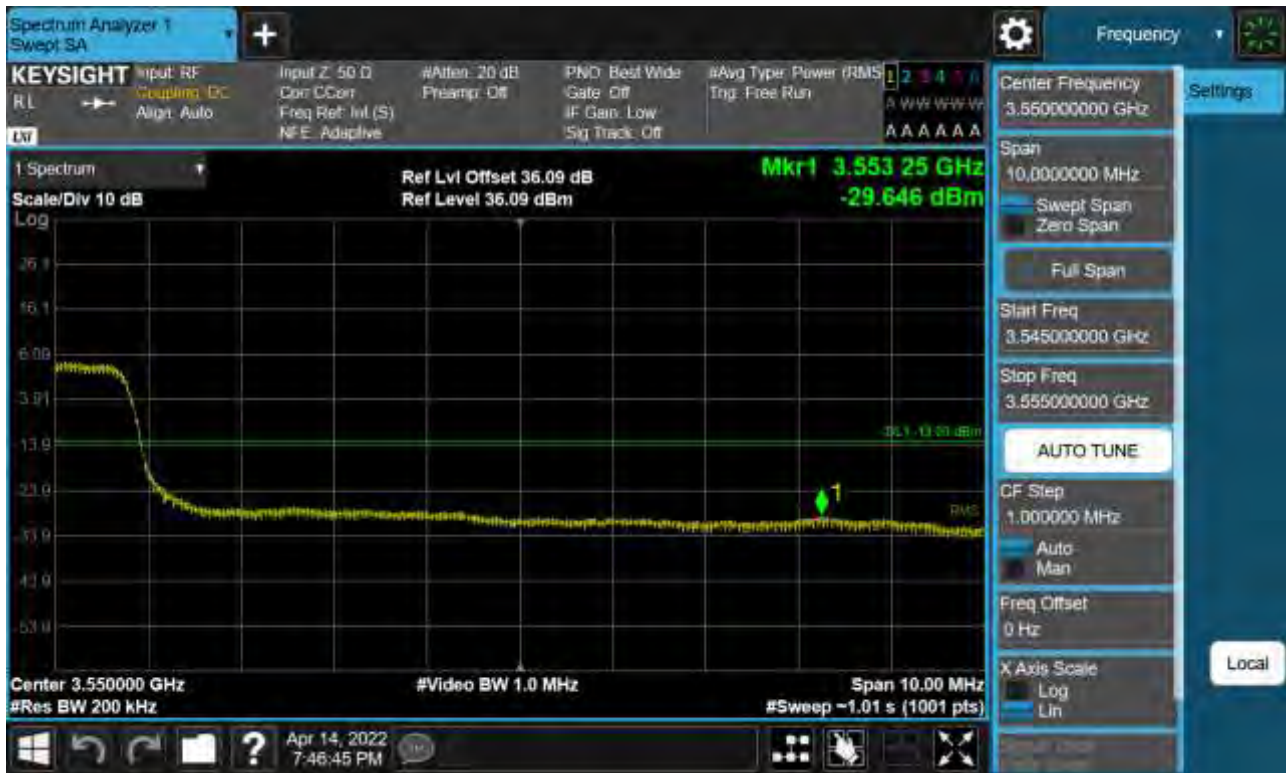 Spectrum Analyzer 1
Swept SA
Frequency
KEYSIGHT
RL
Input: RF
Coupling: DC
Align: Auto
Input Z: 50 Ω
Corr CCorr
Freq Ref: Int (S)
NFE: Adaptive
#Atten: 20 dB
Preamp: Off
PNO: Best Wide
Gate: Off
IF Gain: Low
Sig Track: Off
#Avg Type: Power (RMS
Trig: Free Run
1 2 3 4 5 6
A W W W W W
A A A A A A
1 Spectrum
Scale/Div 10 dB
Log
Ref Lvl Offset 36.09 dB
Ref Level 36.09 dBm
Mkr1 3.553 25 GHz
-29.646 dBm
26.1
16.1
6.09
-3.91
-13.9
-23.9
-33.9
-43.9
-53.9
DL1 -13.00 dBm
1
RMS
Center 3.550000 GHz
#Res BW 200 kHz
#Video BW 1.0 MHz
Span 10.00 MHz
#Sweep ~1.01 s (1001 pts)
Apr 14, 2022
7:46:45 PM
Center Frequency
3.550000000 GHz
Span
10.0000000 MHz
Swept Span
Zero Span
Full Span
Start Freq
3.545000000 GHz
Stop Freq
3.555000000 GHz
AUTO TUNE
CF Step
1.000000 MHz
Auto
Man
Freq Offset
0 Hz
X Axis Scale
Log
Lin
Settings
Local